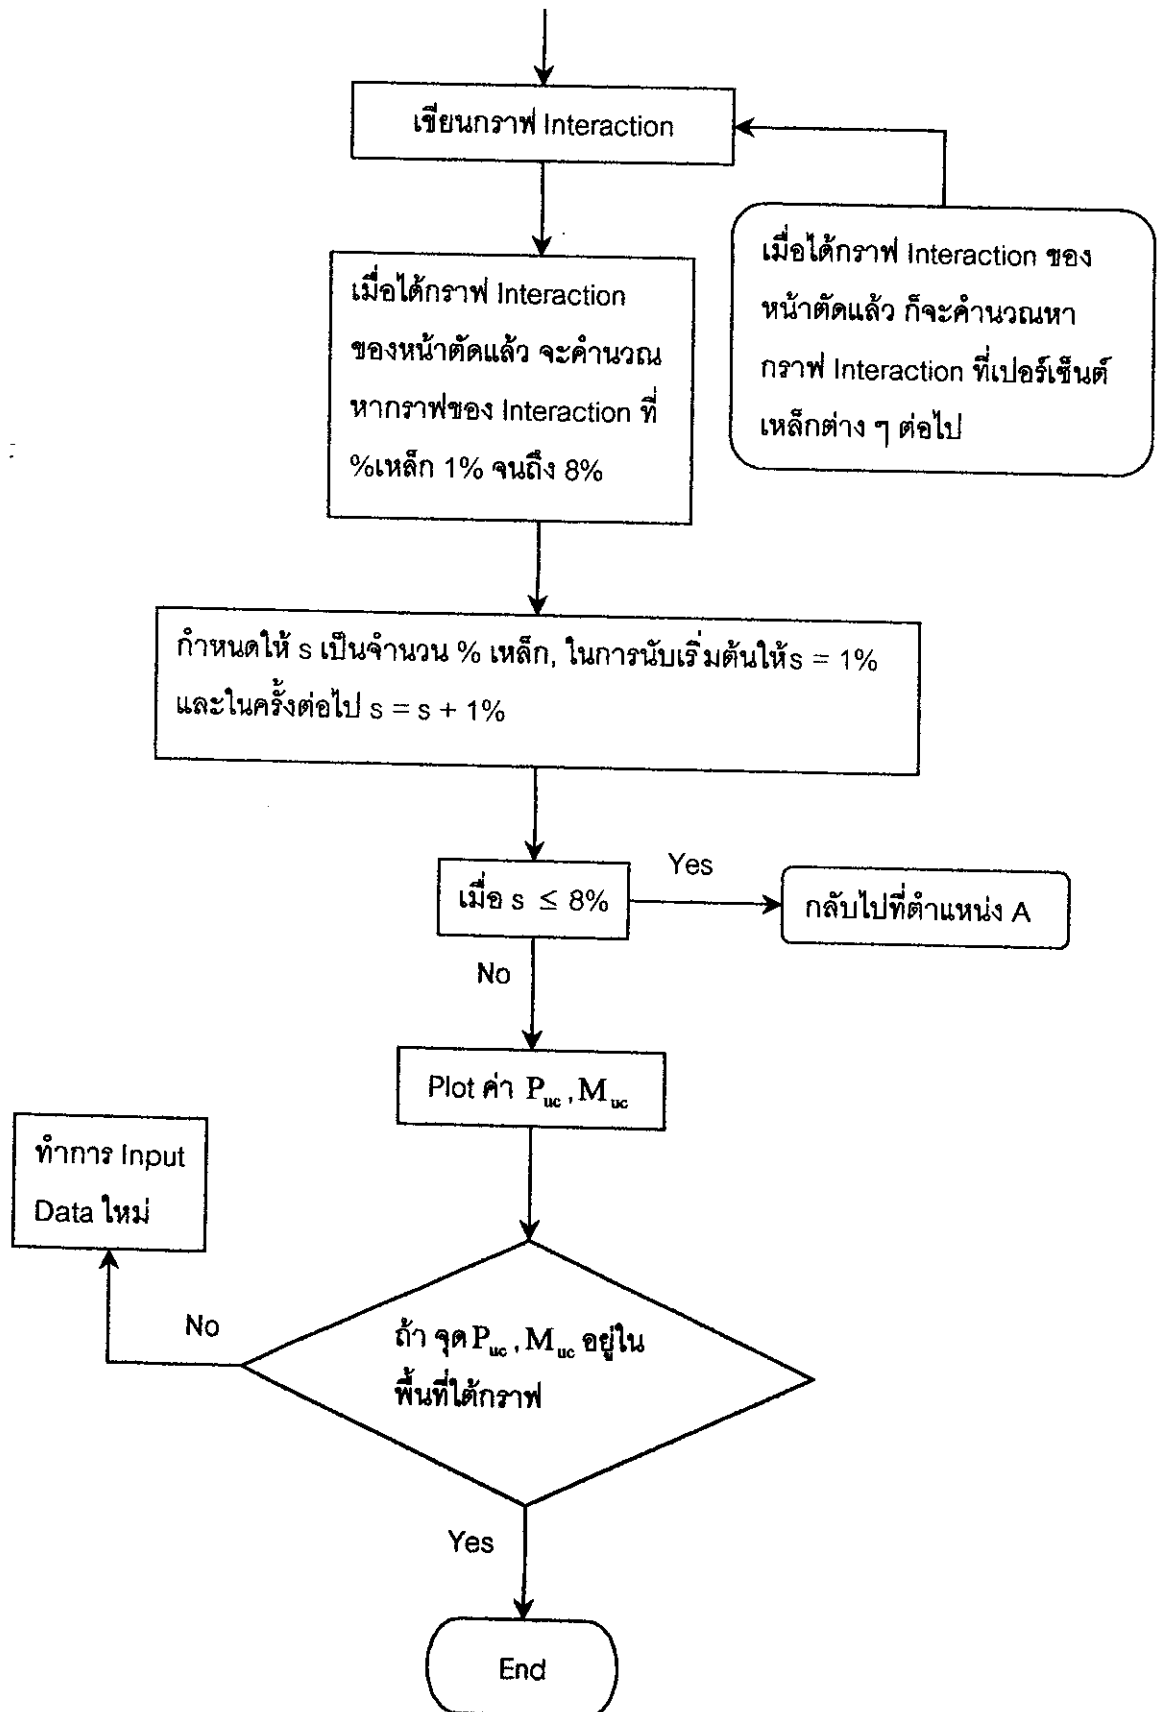 เขียนกราฟ Interaction
เมื่อได้กราฟ Interaction ของ
หน้าตัดแล้ว ก็จะคำนวณหา
กราฟ Interaction ที่เปอร์เซ็นต์
เหล็กต่าง ๆ ต่อไป
เมื่อได้กราฟ Interaction
ของหน้าตัดแล้ว จะคำนวณ
หากราฟของ Interaction ที่
%เหล็ก 1% จนถึง 8%
กำหนดให้ s เป็นจำนวน % เหล็ก, ในการนับเริ่มต้นให้s = 1%
และในครั้งต่อไป s = s + 1%
เมื่อ s ≤ 8%
Yes
กลับไปที่ตำแหน่ง A
No
Plot ค่า P_uc , M_uc
ทำการ Input
Data ใหม่
No
ถ้า จุด P_uc , M_uc อยู่ใน
พื้นที่ใต้กราฟ
Yes
End